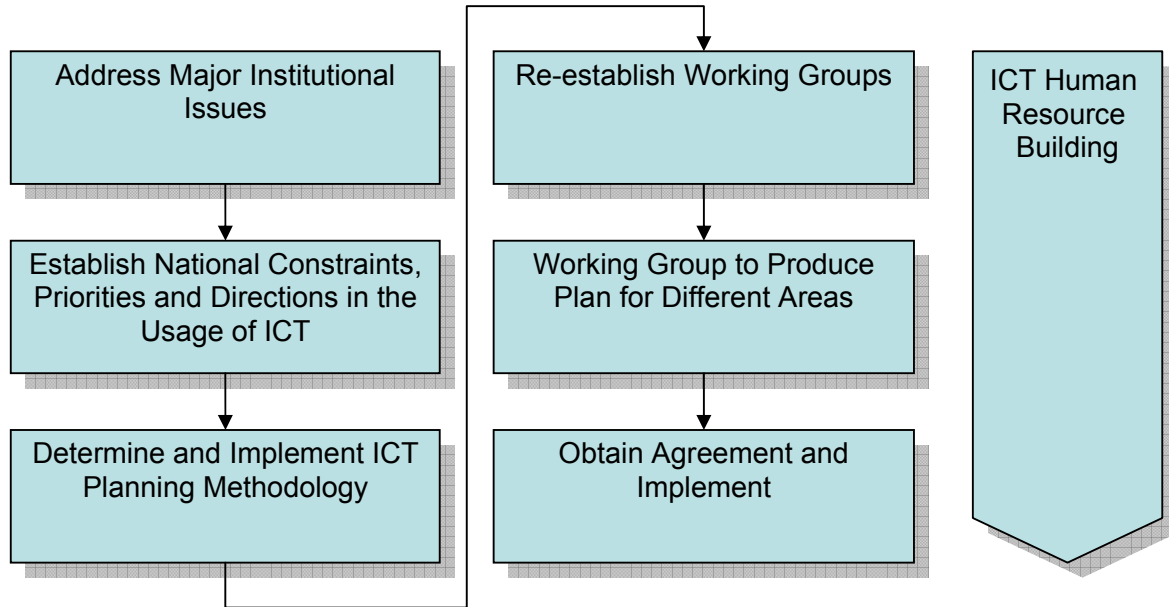 Address Major Institutional
Issues
Establish National Constraints,
Priorities and Directions in the
Usage of ICT
Determine and Implement ICT
Planning Methodology
Re-establish Working Groups
Working Group to Produce
Plan for Different Areas
Obtain Agreement and
Implement
ICT Human
Resource
Building